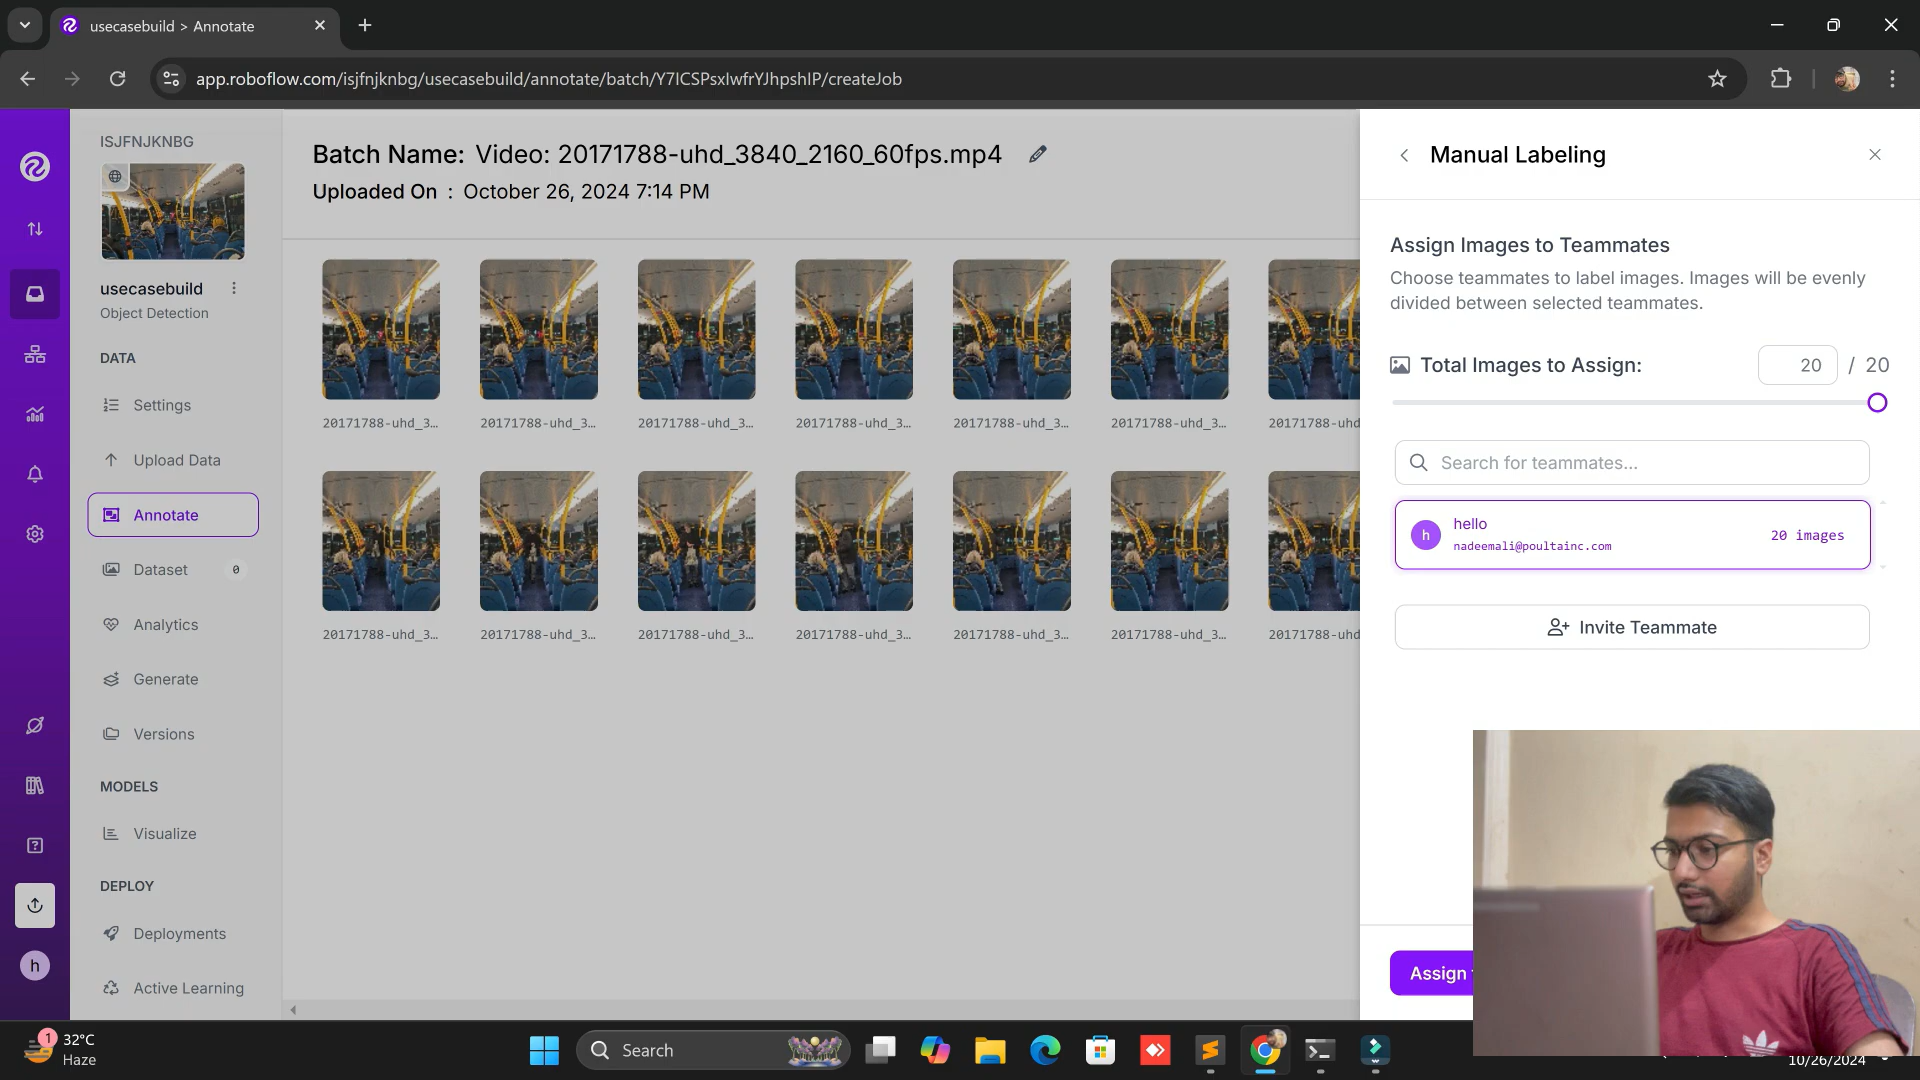 usecasebuild > Annotate
app.roboflow.com/isjfnjknbg/usecasebuild/annotate/batch/Y7ICSPsxIwfrYJhpshIP/createJob
ISJFNJKNBG
usecasebuild
Object Detection
DATA
Settings
Upload Data
Annotate
Dataset 0
Analytics
Generate
Versions
MODELS
Visualize
DEPLOY
Deployments
Active Learning
h
Batch Name: Video: 20171788-uhd_3840_2160_60fps.mp4
Uploaded On : October 26, 2024 7:14 PM
20171788-uhd_3… 20171788-uhd_3… 20171788-uhd_3… 20171788-uhd_3… 20171788-uhd_3… 20171788-uhd_3… 20171788-uhd
20171788-uhd_3… 20171788-uhd_3… 20171788-uhd_3… 20171788-uhd_3… 20171788-uhd_3… 20171788-uhd_3… 20171788-uhd
Manual Labeling
Assign Images to Teammates
Choose teammates to label images. Images will be evenly
divided between selected teammates.
Total Images to Assign: 20 / 20
Search for teammates...
h
hello
nadeemali@poultainc.com
20 images
Invite Teammate
Assign
1
32°C
Haze
Search
10/26/2024